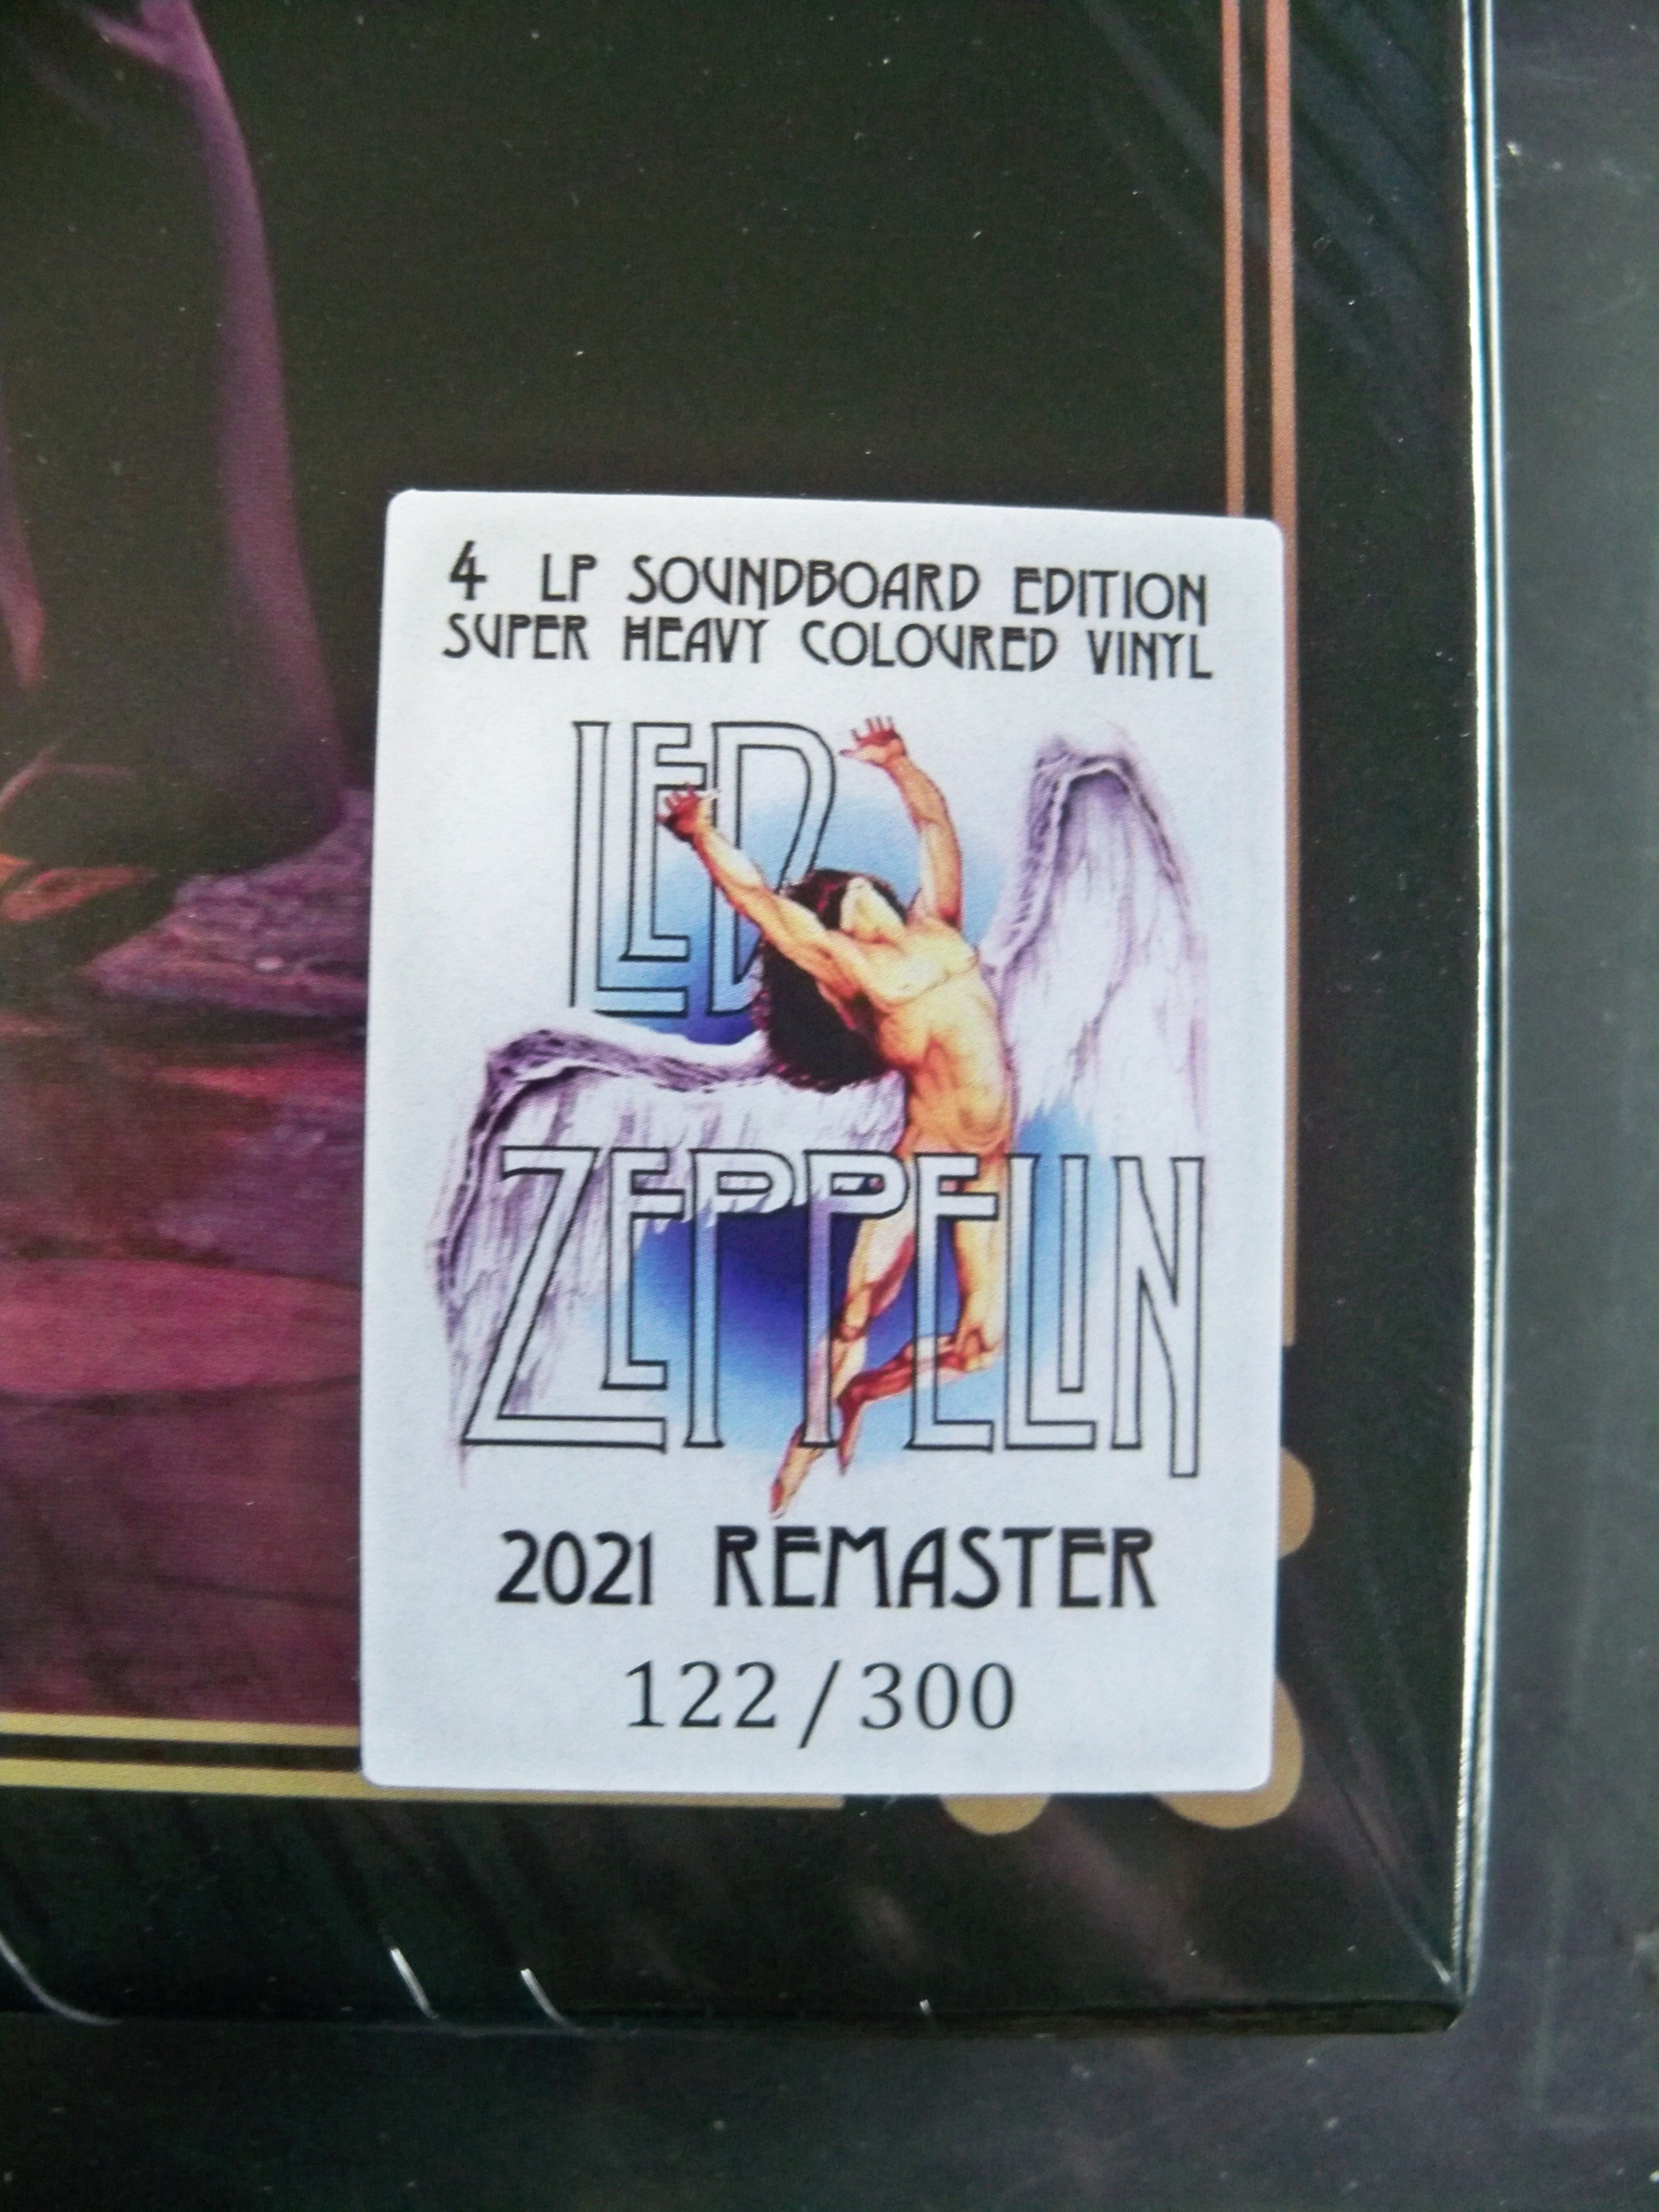 4 LP SOUNDBOARD EDITION
SUPER HEAVY COLOURED VINYL
LED
ZEPPELIN
2021 REMASTER
122/300